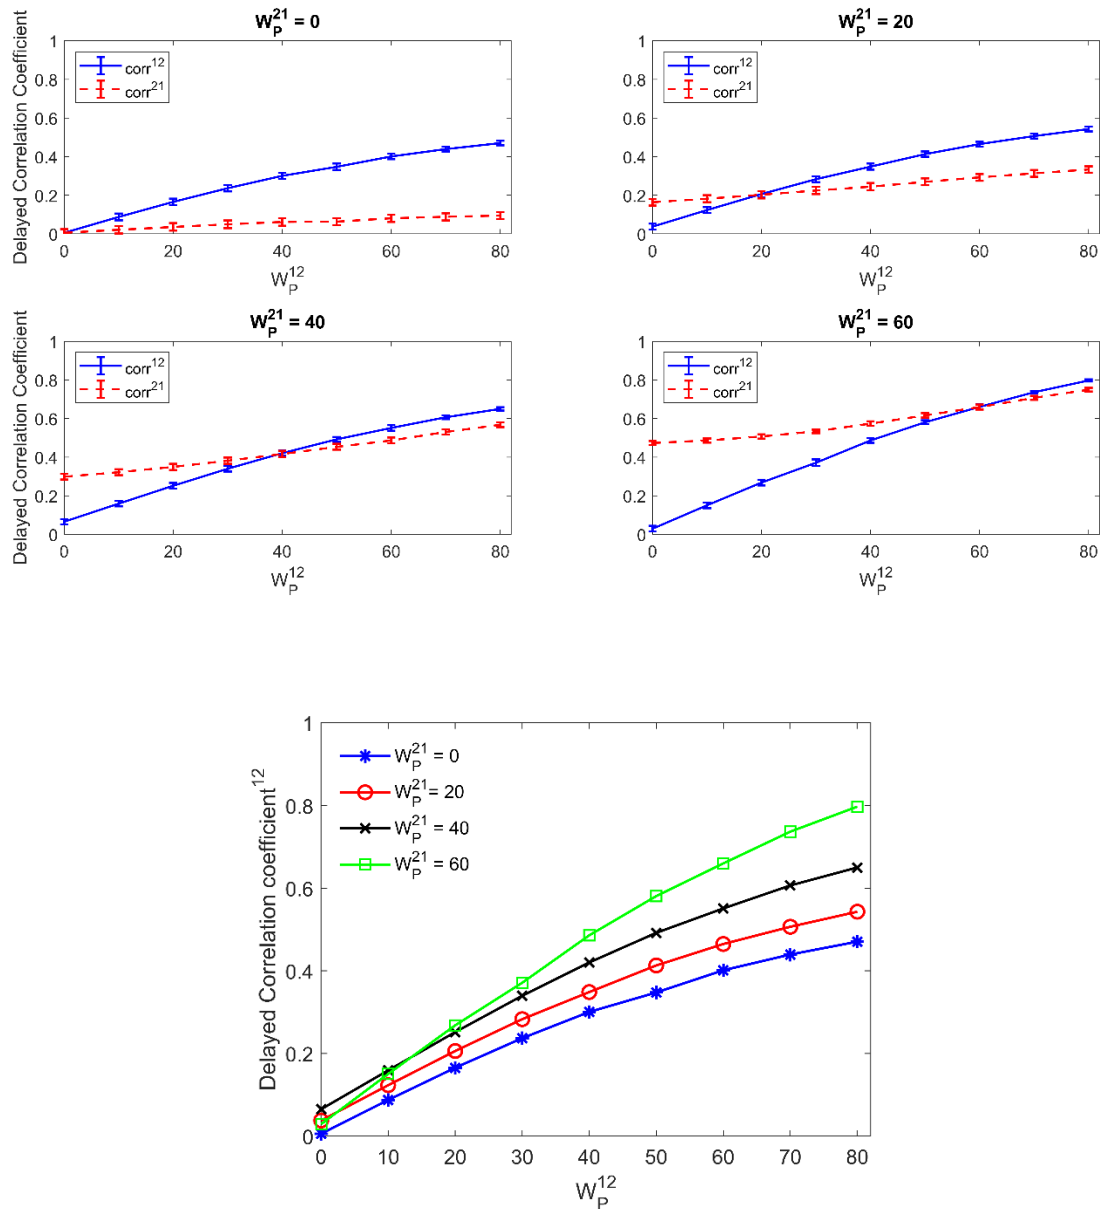 W_P^21 = 0
Delayed Correlation Coefficient
1
0.8
0.6
0.4
0.2
0
corr^12
corr^21
0 20 40 60 80
W_P^12
W_P^21 = 20
1
0.8
0.6
0.4
0.2
0
corr^12
corr^21
0 20 40 60 80
W_P^12
W_P^21 = 40
Delayed Correlation Coefficient
1
0.8
0.6
0.4
0.2
0
corr^12
corr^21
0 20 40 60 80
W_P^12
W_P^21 = 60
1
0.8
0.6
0.4
0.2
0
corr^12
corr^21
0 20 40 60 80
W_P^12
Delayed Correlation coefficient^12
1
0.8
0.6
0.4
0.2
0
W_P^21 = 0
W_P^21 = 20
W_P^21 = 40
W_P^21 = 60
0 10 20 30 40 50 60 70 80
W_P^12